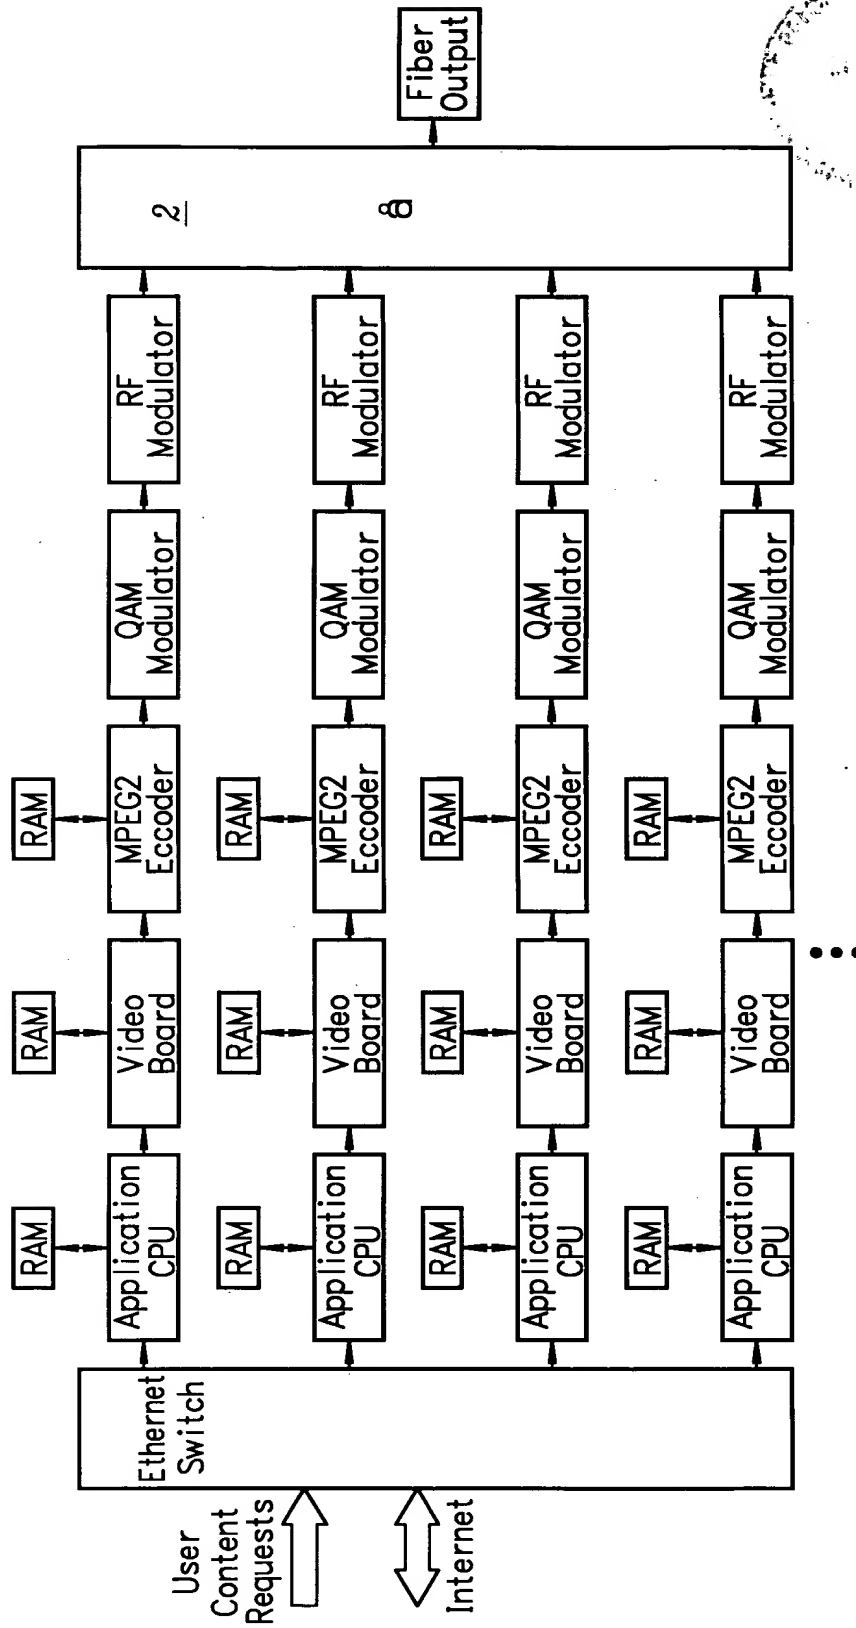 User
Content
Requests
Internet
Ethernet
Switch
RAM
Application
CPU
RAM
Video
Board
RAM
MPEG2
Eccoder
QAM
Modulator
RF
Modulator
RAM
Application
CPU
RAM
Video
Board
RAM
MPEG2
Eccoder
QAM
Modulator
RF
Modulator
RAM
Application
CPU
RAM
Video
Board
RAM
MPEG2
Eccoder
QAM
Modulator
RF
Modulator
RAM
Application
CPU
RAM
Video
Board
RAM
MPEG2
Eccoder
QAM
Modulator
RF
Modulator
2
Fiber
Output